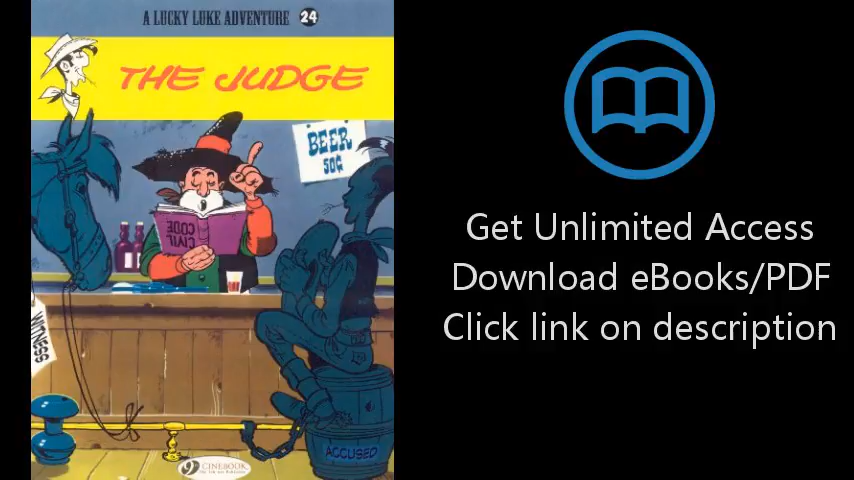 A LUCKY LUKE ADVENTURE 24
THE JUDGE
BEER
50¢
CIVIL
CODE
WITNESS
ACCUSED
9 CINEBOOK
Get Unlimited Access
Download eBooks/PDF
Click link on description